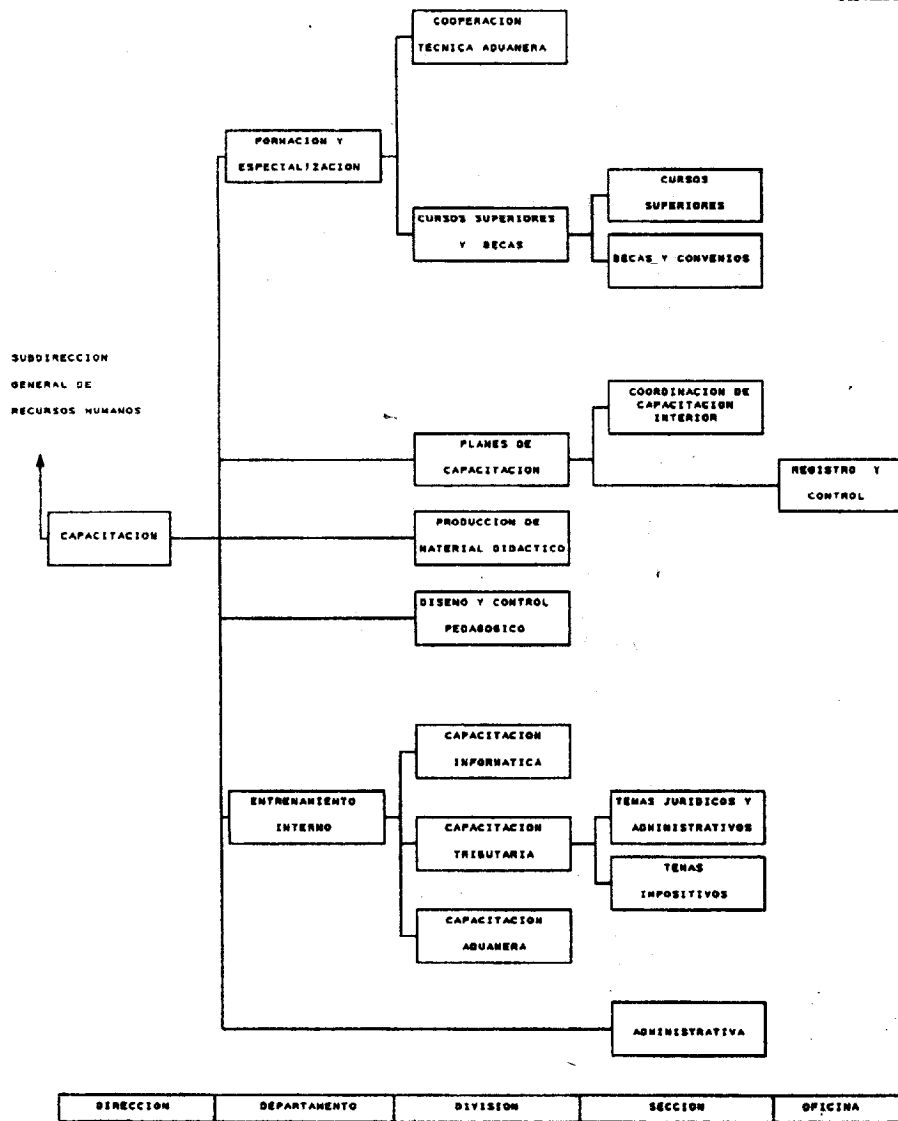 COOPERACION
TECNICA ADUANERA
FORMACION Y
ESPECIALIZACION
CURSOS SUPERIORES
Y BECAS
CURSOS
SUPERIORES
BECAS Y CONVENIOS
SUBDIRECCION
GENERAL DE
RECURSOS HUMANOS
CAPACITACION
PLANES DE
CAPACITACION
COORDINACION DE
CAPACITACION
INTERIOR
REGISTRO Y
CONTROL
PRODUCCION DE
MATERIAL DIDACTICO
DISENO Y CONTROL
PEDAGOGICO
CAPACITACION
INFORMATICA
ENTRENAMIENTO
INTERNO
CAPACITACION
TRIBUTARIA
TEMAS JURIDICOS Y
ADMINISTRATIVOS
TEMAS
IMPOSITIVOS
CAPACITACION
ADUANERA
ADMINISTRATIVA
DIRECCION DEPARTAMENTO DIVISION SECCION OFICINA